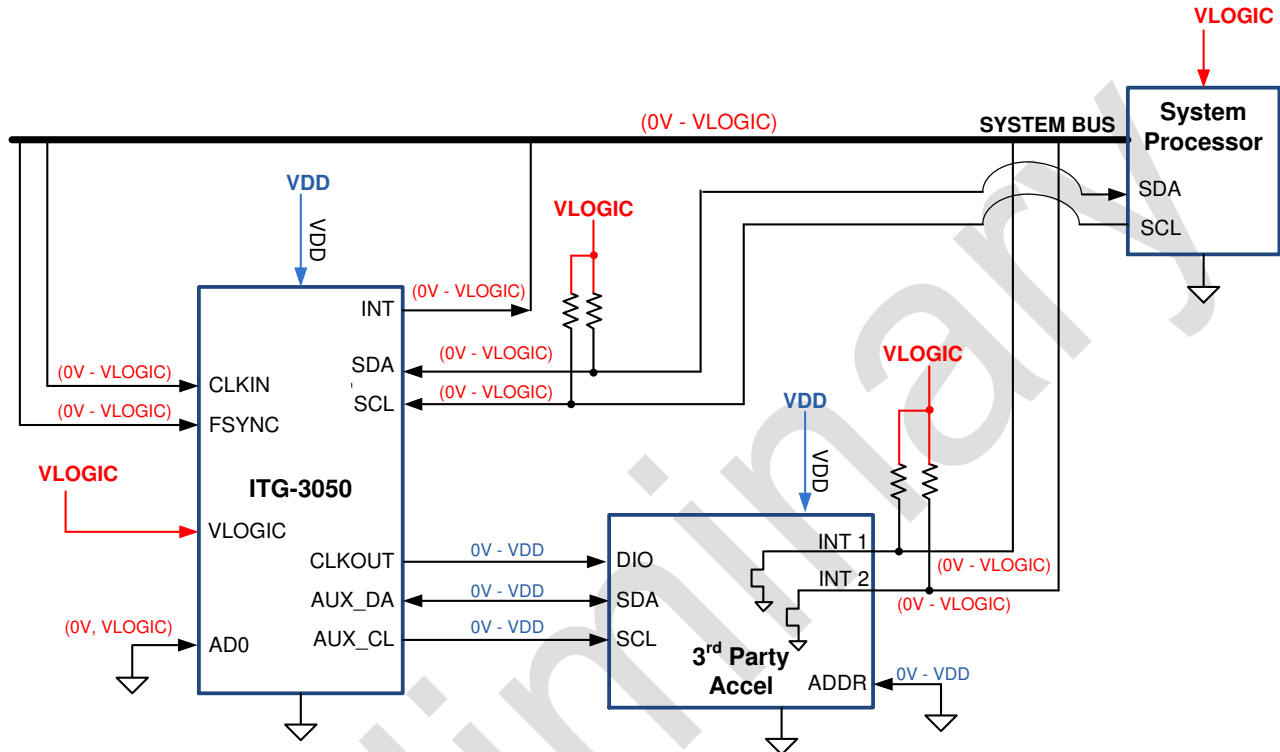 VLOGIC
System
Processor
SDA
SCL
(0V - VLOGIC)
SYSTEM BUS
VDD
VDD
VLOGIC
INT
(0V - VLOGIC)
SDA
(0V - VLOGIC)
SCL
(0V - VLOGIC)
(0V - VLOGIC)
CLKIN
(0V - VLOGIC)
FSYNC
VLOGIC
VLOGIC
ITG-3050
(0V, VLOGIC)
AD0
CLKOUT
0V - VDD
DIO
AUX_DA
0V - VDD
SDA
AUX_CL
0V - VDD
SCL
VDD
VDD
VLOGIC
INT 1
(0V - VLOGIC)
INT 2
(0V - VLOGIC)
3rd Party
Accel
ADDR
0V - VDD